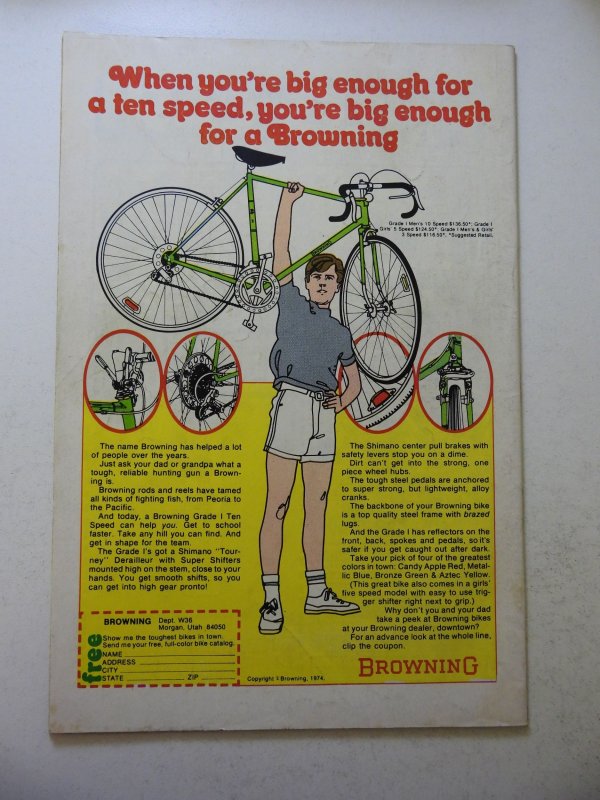 When you're big enough for
a ten speed, you're big enough
for a Browning
Grade I Men's 10 Speed $136.50*; Grade I
Girls' 5 Speed $124.50*; Grade I Men's & Girls'
3 Speed $116.50*. *Suggested Retail.
The name Browning has helped a lot
of people over the years.
Just ask your dad or grandpa what a
tough, reliable hunting gun a Brown-
ing is.
Browning rods and reels have tamed
all kinds of fighting fish, from Peoria to
the Pacific.
And today, a Browning Grade I Ten
Speed can help you. Get to school
faster. Take any hill you can find. And
get in shape for the team.
The Grade I's got a Shimano "Tour-
ney" Derailleur with Super Shifters
mounted high on the stem, close to your
hands. You get smooth shifts, so you
can get into high gear pronto!
The Shimano center pull brakes with
safety levers stop you on a dime.
Dirt can't get into the strong, one
piece wheel hubs.
The tough steel pedals are anchored
to super strong, but lightweight, alloy
cranks.
The backbone of your Browning bike
is a top quality steel frame with brazed
lugs.
And the Grade I has reflectors on the
front, back, spokes and pedals, so it's
safer if you get caught out after dark.
Take your pick of four of the greatest
colors in town: Candy Apple Red, Metal-
lic Blue, Bronze Green & Aztec Yellow.
(This great bike also comes in a girls'
five speed model with easy to use trig-
ger shifter right next to grip.)
Why don't you and your dad
take a peek at Browning bikes
at your Browning dealer, downtown?
For an advance look at the whole line,
clip the coupon.
BROWNING Dept. W36
Morgan, Utah 84050
free
Show me the toughest bikes in town.
Send me your free, full-color bike catalog.
NAME
ADDRESS
CITY
STATE ZIP
Copyright © Browning, 1974.
BROWNING